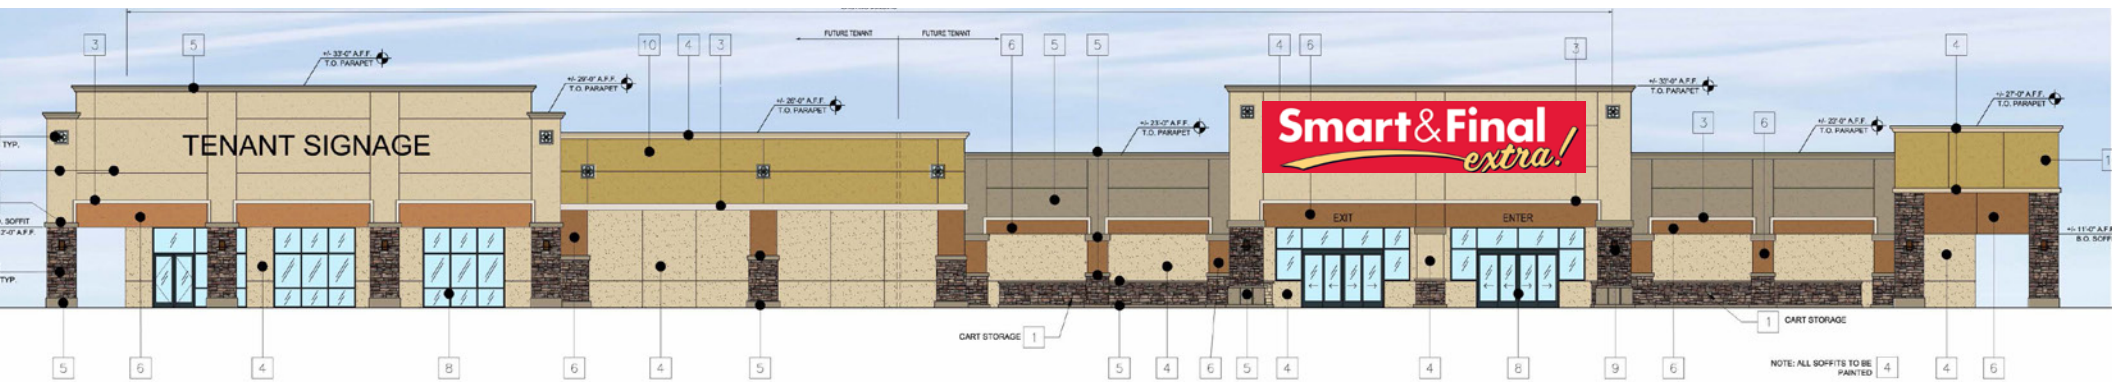 FUTURE TENANT
FUTURE TENANT
3
5
10
4
3
6
5
5
4
6
3
4
+/- 33'-0" A.F.F.
T.O. PARAPET
+/- 29'-0" A.F.F.
T.O. PARAPET
+/- 26'-0" A.F.F.
T.O. PARAPET
+/- 23'-0" A.F.F.
T.O. PARAPET
T.O. PARAPET
+/- 27'-0" A.F.F.
T.O. PARAPET
3
6
+/- 22'-0" A.F.F.
T.O. PARAPET
TYP.
TENANT SIGNAGE
Smart&Final
extra!
1
SOFFIT
EXIT
ENTER
+/- 11'-0" A.F.F.
B.O. SOFF
TYP.
CART STORAGE
1
1
CART STORAGE
5
6
4
8
6
4
5
5
4
6
5
4
4
8
9
6
NOTE: ALL SOFFITS TO BE
PAINTED
4
4
6